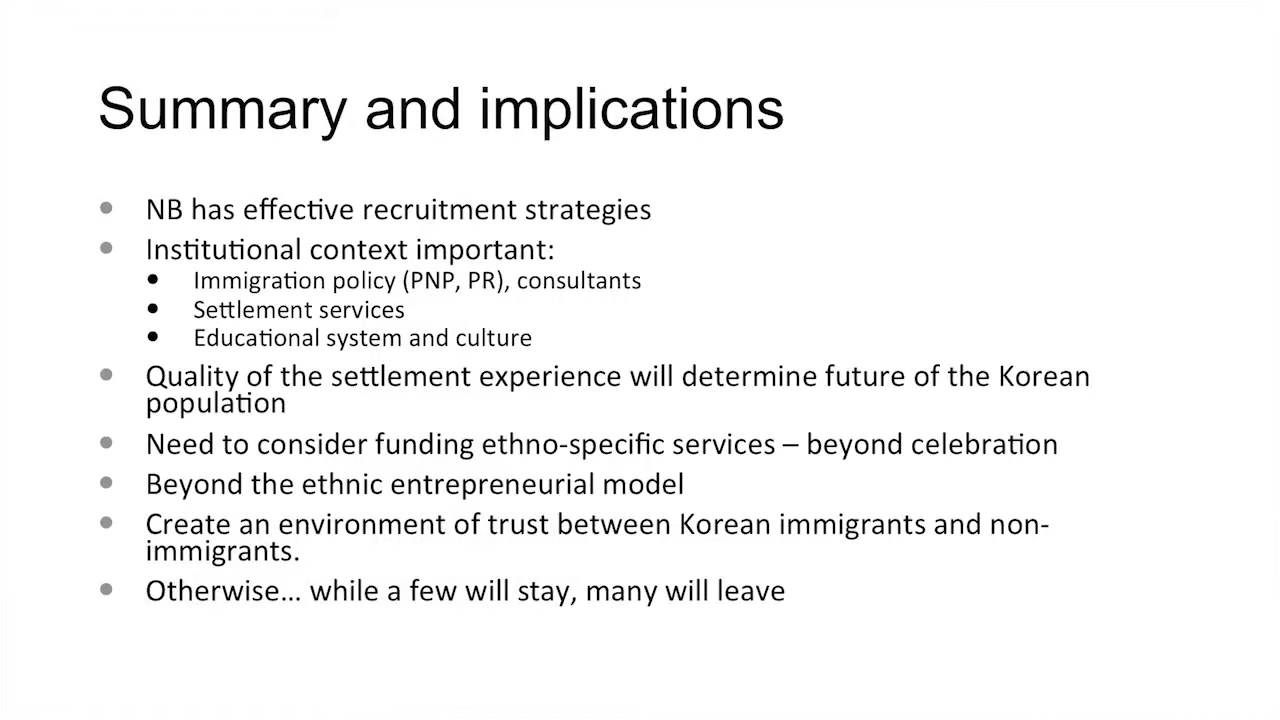 Summary and implications
NB has effective recruitment strategies
Institutional context important:
Immigration policy (PNP, PR), consultants
Settlement services
Educational system and culture
Quality of the settlement experience will determine future of the Korean
population
Need to consider funding ethno-specific services – beyond celebration
Beyond the ethnic entrepreneurial model
Create an environment of trust between Korean immigrants and non-
immigrants.
Otherwise… while a few will stay, many will leave